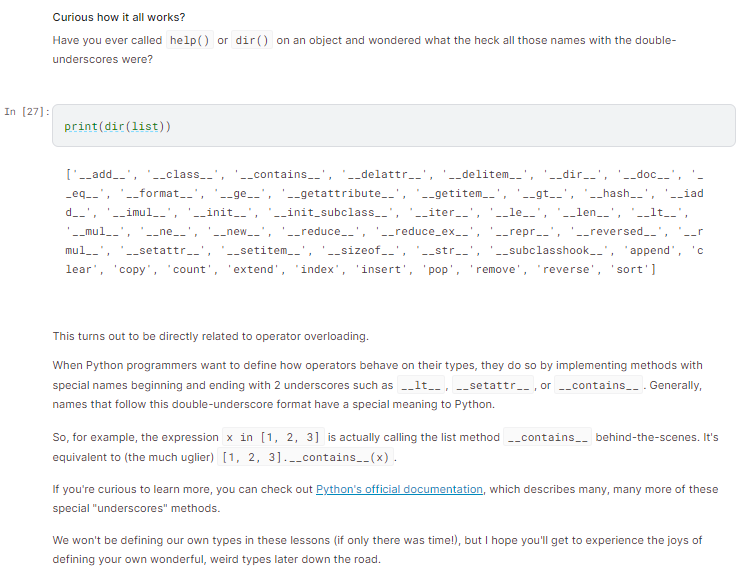 Curious how it all works?
Have you ever called help() or dir() on an object and wondered what the heck all those names with the double-
underscores were?
In [27]:
print(dir(list))
['__add__', '__class__', '__contains__', '__delattr__', '__delitem__', '__dir__', '__doc__', '_
_eq__', '__format__', '__ge__', '__getattribute__', '__getitem__', '__gt__', '__hash__', '__iad
d__', '__imul__', '__init__', '__init_subclass__', '__iter__', '__le__', '__len__', '__lt__',
'__mul__', '__ne__', '__new__', '__reduce__', '__reduce_ex__', '__repr__', '__reversed__', '__r
mul__', '__setattr__', '__setitem__', '__sizeof__', '__str__', '__subclasshook__', 'append', 'c
lear', 'copy', 'count', 'extend', 'index', 'insert', 'pop', 'remove', 'reverse', 'sort']
This turns out to be directly related to operator overloading.
When Python programmers want to define how operators behave on their types, they do so by implementing methods with
special names beginning and ending with 2 underscores such as __lt__, __setattr__, or __contains__. Generally,
names that follow this double-underscore format have a special meaning to Python.
So, for example, the expression x in [1, 2, 3] is actually calling the list method __contains__ behind-the-scenes. It's
equivalent to (the much uglier) [1, 2, 3].__contains__(x).
If you're curious to learn more, you can check out Python's official documentation, which describes many, many more of these
special "underscores" methods.
We won't be defining our own types in these lessons (if only there was time!), but I hope you'll get to experience the joys of
defining your own wonderful, weird types later down the road.